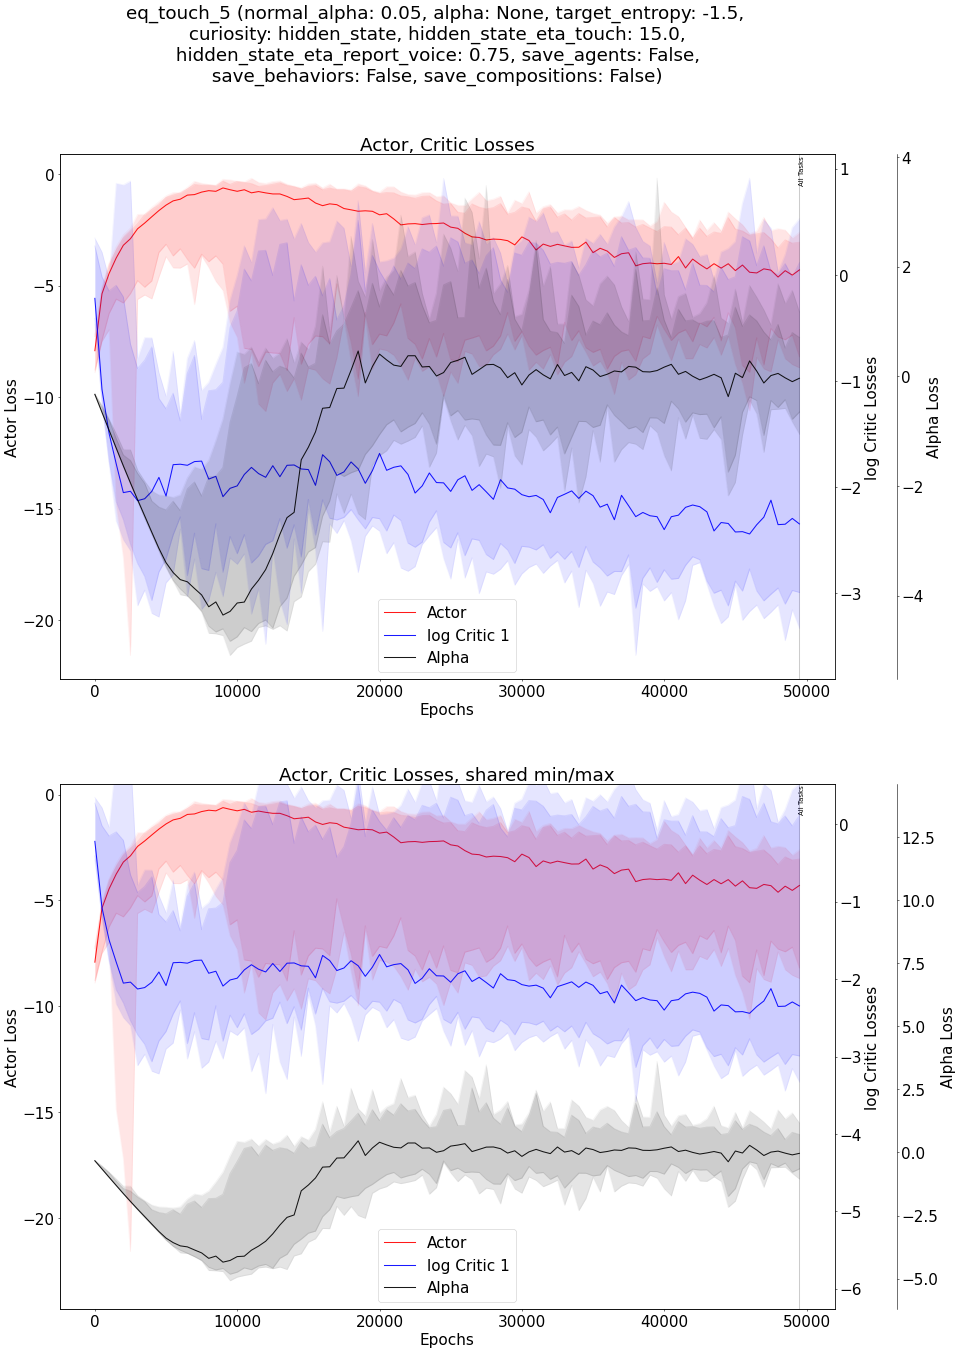 eq_touch_5 (normal_alpha: 0.05, alpha: None, target_entropy: -1.5,
curiosity: hidden_state, hidden_state_eta_touch: 15.0,
hidden_state_eta_report_voice: 0.75, save_agents: False,
save_behaviors: False, save_compositions: False)
Actor, Critic Losses
All Tasks
0
−5
−10
−15
−20
Actor Loss
1
0
−1
−2
−3
log Critic Losses
4
2
0
−2
−4
Alpha Loss
Actor
log Critic 1
Alpha
0 10000 20000 30000 40000 50000
Epochs
Actor, Critic Losses, shared min/max
All Tasks
0
−5
−10
−15
−20
Actor Loss
0
−1
−2
−3
−4
−5
−6
log Critic Losses
12.5
10.0
7.5
5.0
2.5
0.0
−2.5
−5.0
Alpha Loss
Actor
log Critic 1
Alpha
0 10000 20000 30000 40000 50000
Epochs